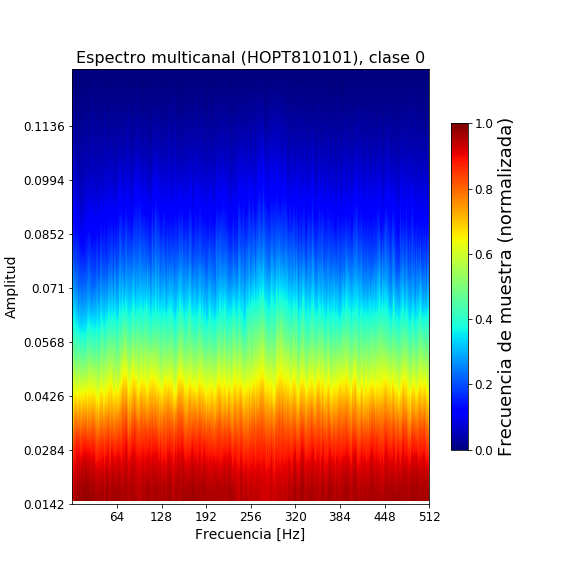 Espectro multicanal (HOPT810101), clase 0
Amplitud
0.1136
0.0994
0.0852
0.071
0.0568
0.0426
0.0284
0.0142
64 128 192 256 320 384 448 512
Frecuencia [Hz]
1.0
0.8
0.6
0.4
0.2
0.0
Frecuencia de muestra (normalizada)